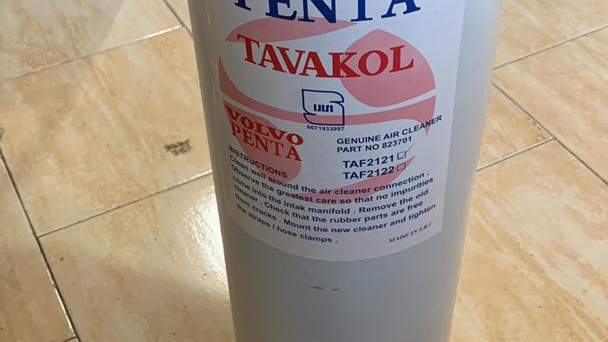 PENTA
TAVAKOL
6671933997
VOLVO
PENTA
GENUINE AIR CLEANER
PART NO 823701
TAF2121
TAF2122
INSTRUCTIONS
Clean well around the air cleaner connection .
Observe the greatest care so that no impurities
come into the intak manifold . Remove the old
cleaner . Check that the rubber parts are free
from cracks . Mount the new cleaner and tighten
the straps / hose clamps .
MADE IN I.R.I